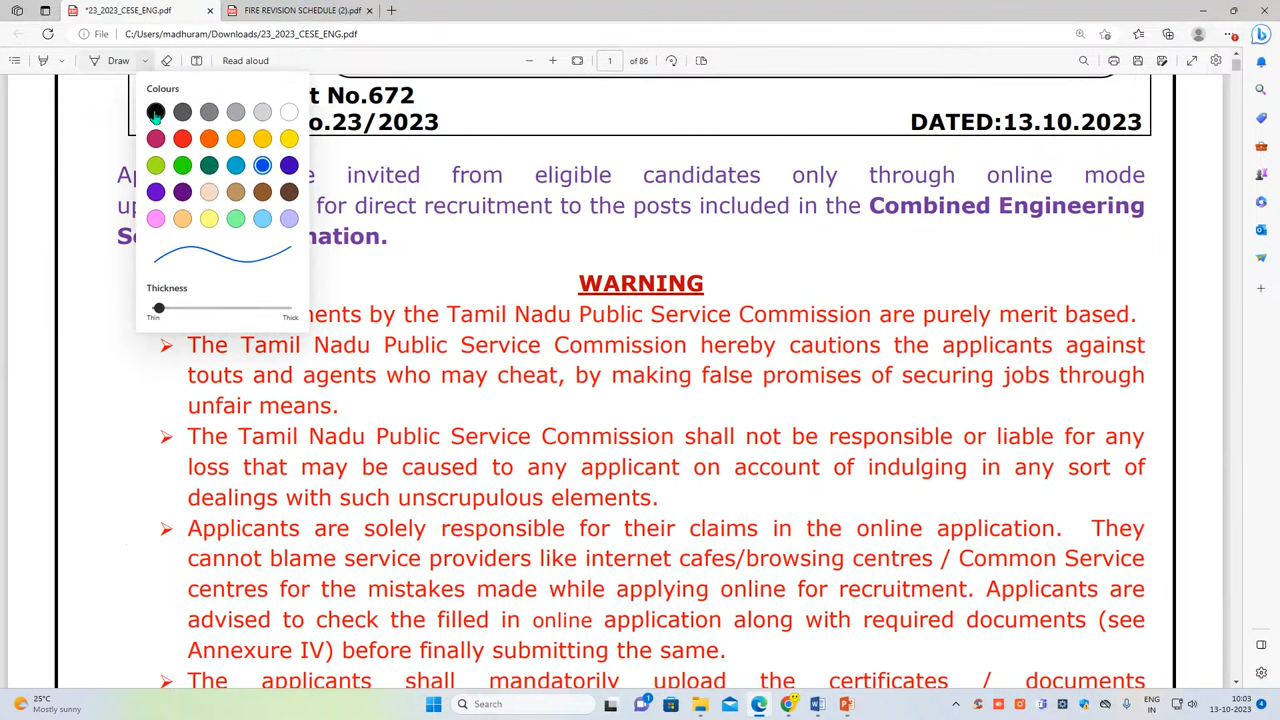 *23_2023_CESE_ENG.pdf
FIRE REVISION SCHEDULE (2).pdf
File
C:/Users/madhuram/Downloads/23_2023_CESE_ENG.pdf
Draw
Read aloud
1
of 86
Colours
Thickness
Thin
Thick
t No.672
o.23/2023
DATED:13.10.2023
invited from eligible candidates only through online mode
for direct recruitment to the posts included in the Combined Engineering
nation.
WARNING
ents by the Tamil Nadu Public Service Commission are purely merit based.
➢ The Tamil Nadu Public Service Commission hereby cautions the applicants against
touts and agents who may cheat, by making false promises of securing jobs through
unfair means.
➢ The Tamil Nadu Public Service Commission shall not be responsible or liable for any
loss that may be caused to any applicant on account of indulging in any sort of
dealings with such unscrupulous elements.
➢ Applicants are solely responsible for their claims in the online application. They
cannot blame service providers like internet cafes/browsing centres / Common Service
centres for the mistakes made while applying online for recruitment. Applicants are
advised to check the filled in online application along with required documents (see
Annexure IV) before finally submitting the same.
➢ The applicants shall mandatorily upload the certificates / documents
25°C
Mostly sunny
Search
ENG
IN
10:03
13-10-2023